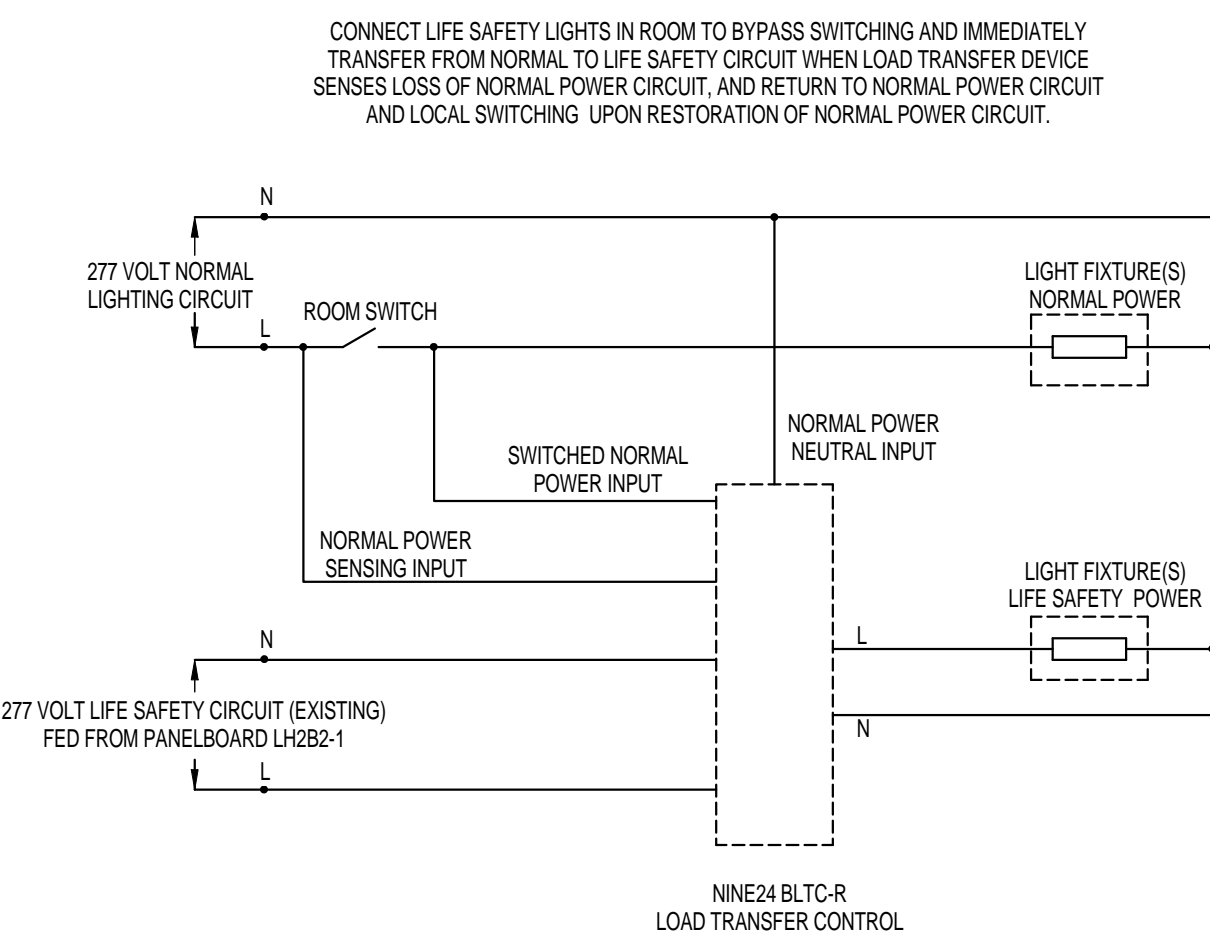 CONNECT LIFE SAFETY LIGHTS IN ROOM TO BYPASS SWITCHING AND IMMEDIATELY
TRANSFER FROM NORMAL TO LIFE SAFETY CIRCUIT WHEN LOAD TRANSFER DEVICE
SENSES LOSS OF NORMAL POWER CIRCUIT, AND RETURN TO NORMAL POWER CIRCUIT
AND LOCAL SWITCHING UPON RESTORATION OF NORMAL POWER CIRCUIT.
N
277 VOLT NORMAL
LIGHTING CIRCUIT
L
ROOM SWITCH
LIGHT FIXTURE(S)
NORMAL POWER
NORMAL POWER
NEUTRAL INPUT
SWITCHED NORMAL
POWER INPUT
NORMAL POWER
SENSING INPUT
LIGHT FIXTURE(S)
LIFE SAFETY POWER
N
277 VOLT LIFE SAFETY CIRCUIT (EXISTING)
FED FROM PANELBOARD LH2B2-1
L
L
N
NINE24 BLTC-R
LOAD TRANSFER CONTROL